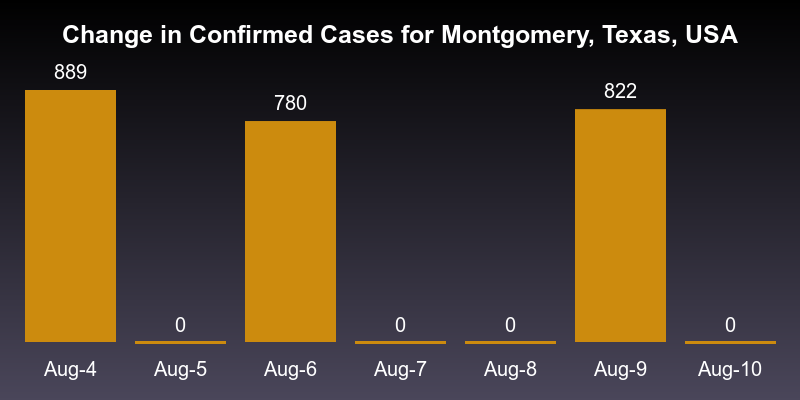 Change in Confirmed Cases for Montgomery, Texas, USA
889
780
822
0
0
0
0
Aug-4
Aug-5
Aug-6
Aug-7
Aug-8
Aug-9
Aug-10